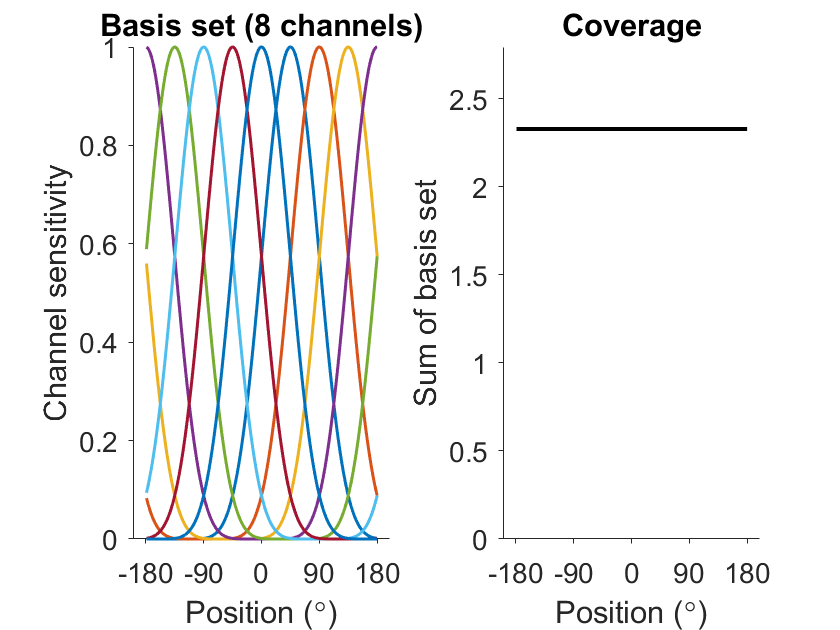 Basis set (8 channels)
Channel sensitivity
1
0.8
0.6
0.4
0.2
0
-180 -90 0 90 180
Position (°)
Coverage
Sum of basis set
2.5
2
1.5
1
0.5
0
-180 -90 0 90 180
Position (°)